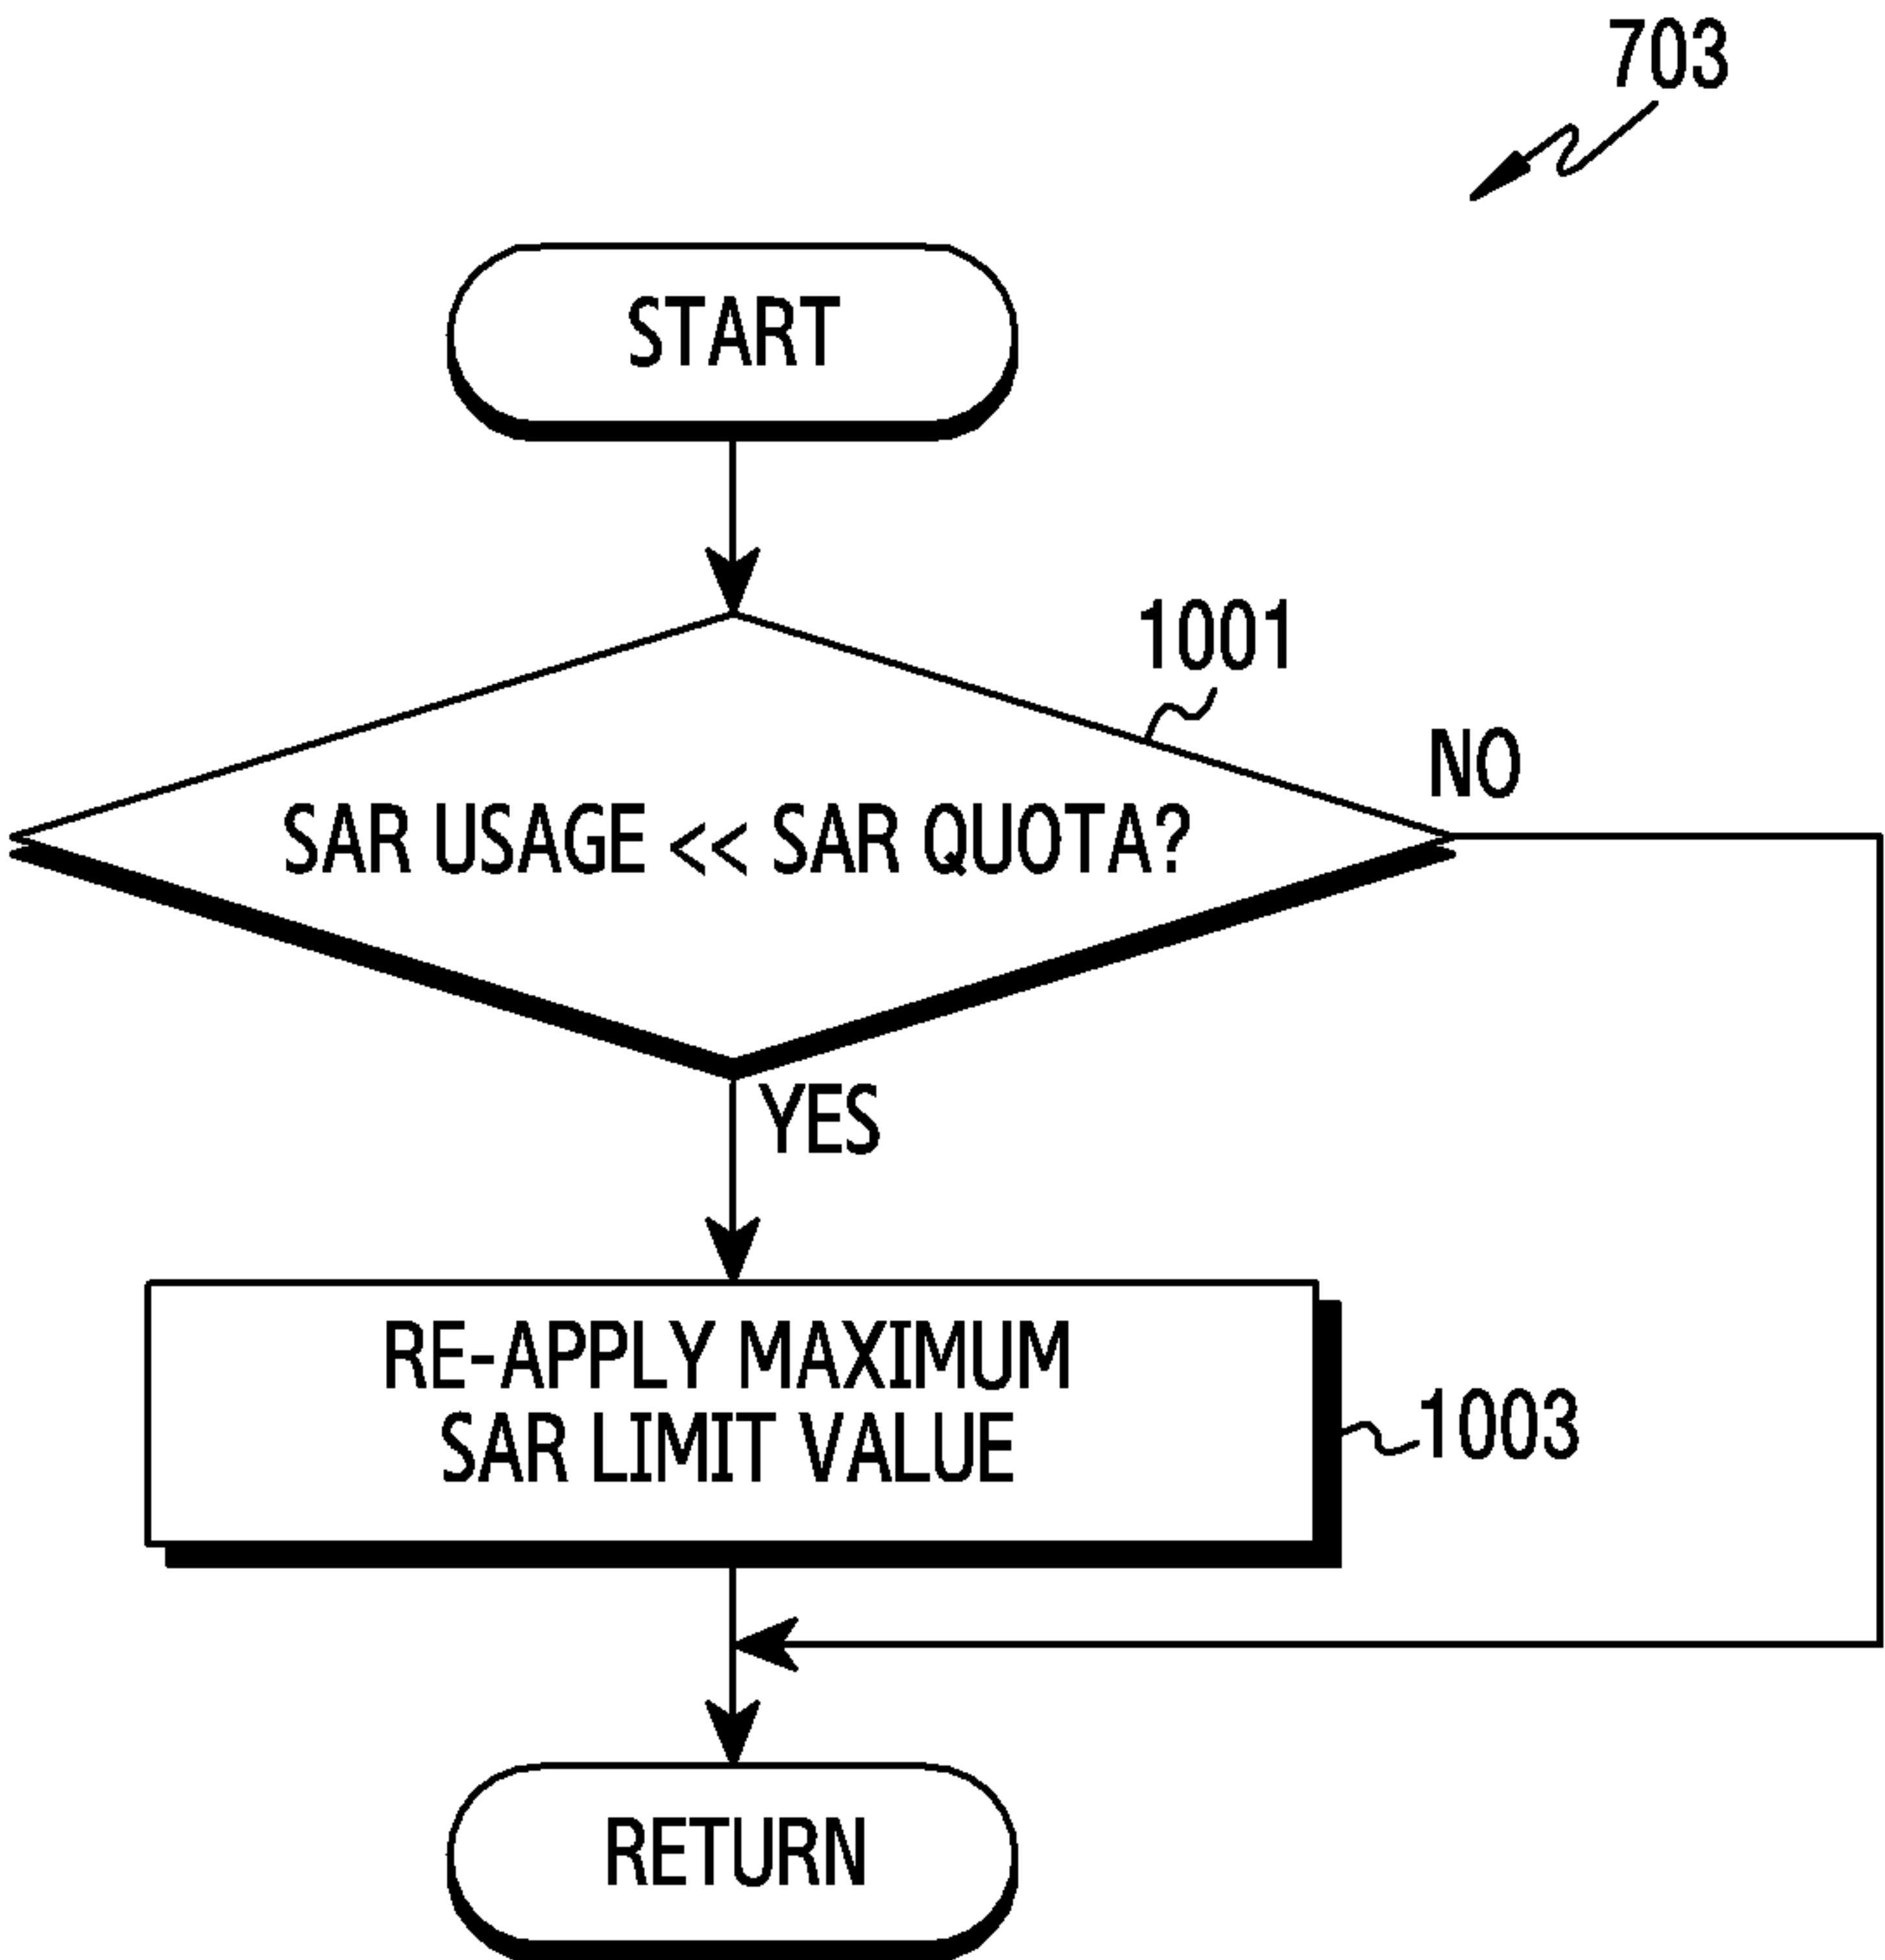 703
START
1001
NO
SAR USAGE << SAR QUOTA?
YES
RE-APPLY MAXIMUM
SAR LIMIT VALUE
1003
RETURN